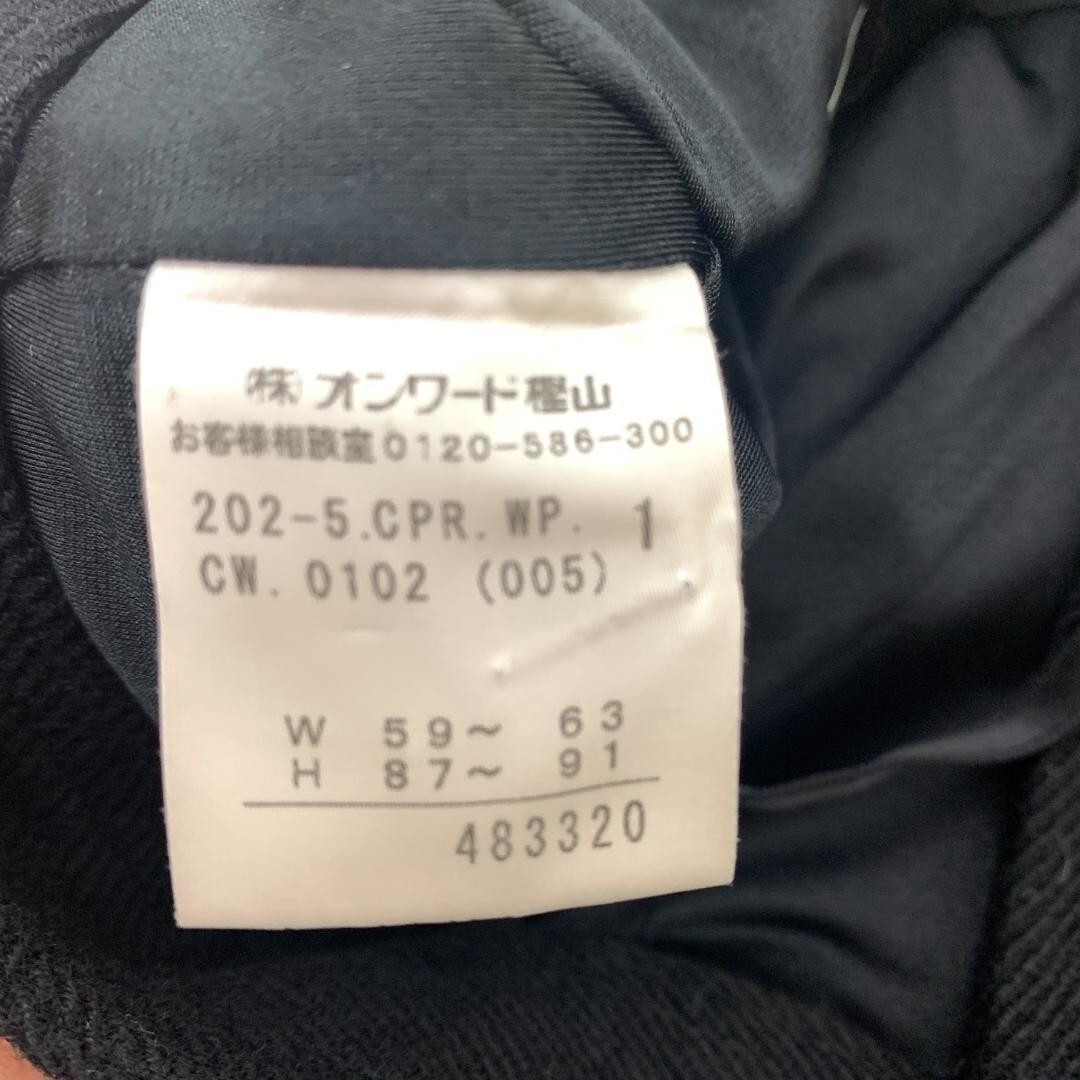 (株)オンワード樫山
お客様相談室0120-586-300
202-5.CPR.WP. 1
CW. 0102 (005)
W 59〜 63
H 87〜 91
483320